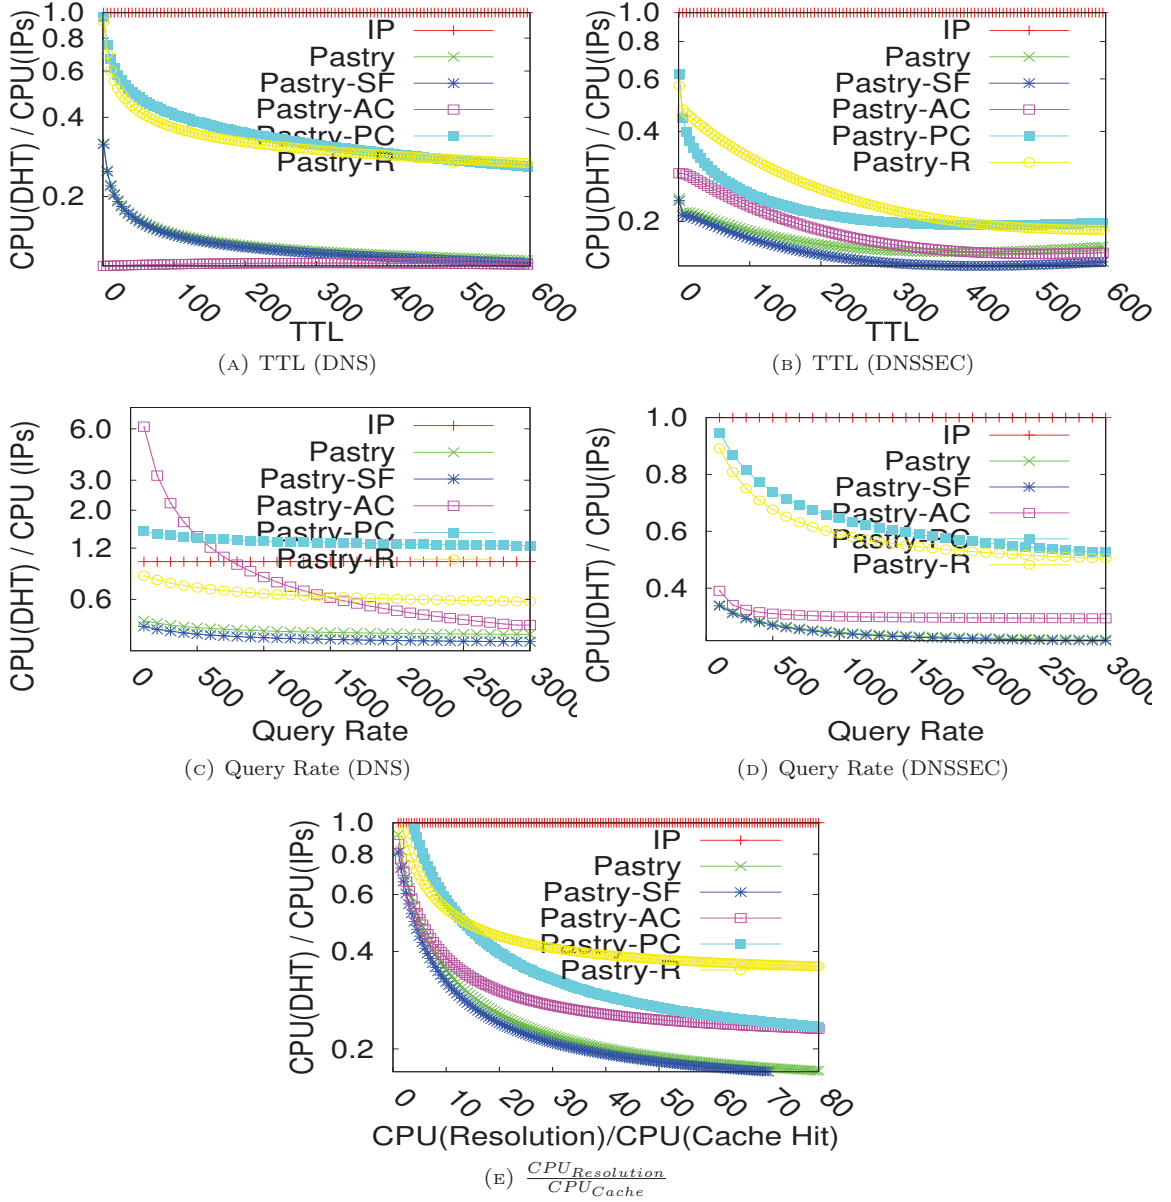 CPU(DHT) / CPU(IPs)
1.0
0.8
0.6
0.4
0.2
IP
Pastry
Pastry-SF
Pastry-AC
Pastry-PC
Pastry-R
0
100
200
300
400
500
600
TTL
(A) TTL (DNS)
CPU(DHT) / CPU(IPs)
1.0
0.8
0.6
0.4
0.2
IP
Pastry
Pastry-SF
Pastry-AC
Pastry-PC
Pastry-R
0
100
200
300
400
500
600
TTL
(B) TTL (DNSSEC)
CPU(DHT) / CPU (IPs)
6.0
3.0
2.0
1.2
0.6
IP
Pastry
Pastry-SF
Pastry-AC
Pastry-PC
Pastry-R
0
500
1000
1500
2000
2500
3000
Query Rate
(C) Query Rate (DNS)
CPU(DHT) / CPU(IPs)
1.0
0.8
0.6
0.4
IP
Pastry
Pastry-SF
Pastry-AC
Pastry-PC
Pastry-R
0
500
1000
1500
2000
2500
3000
Query Rate
(D) Query Rate (DNSSEC)
CPU(DHT) / CPU(IPs)
1.0
0.8
0.6
0.4
0.2
IP
Pastry
Pastry-SF
Pastry-AC
Pastry-PC
Pastry-R
0
10
20
30
40
50
60
70
80
CPU(Resolution)/CPU(Cache Hit)
(E) CPU Resolution
CPU Cache